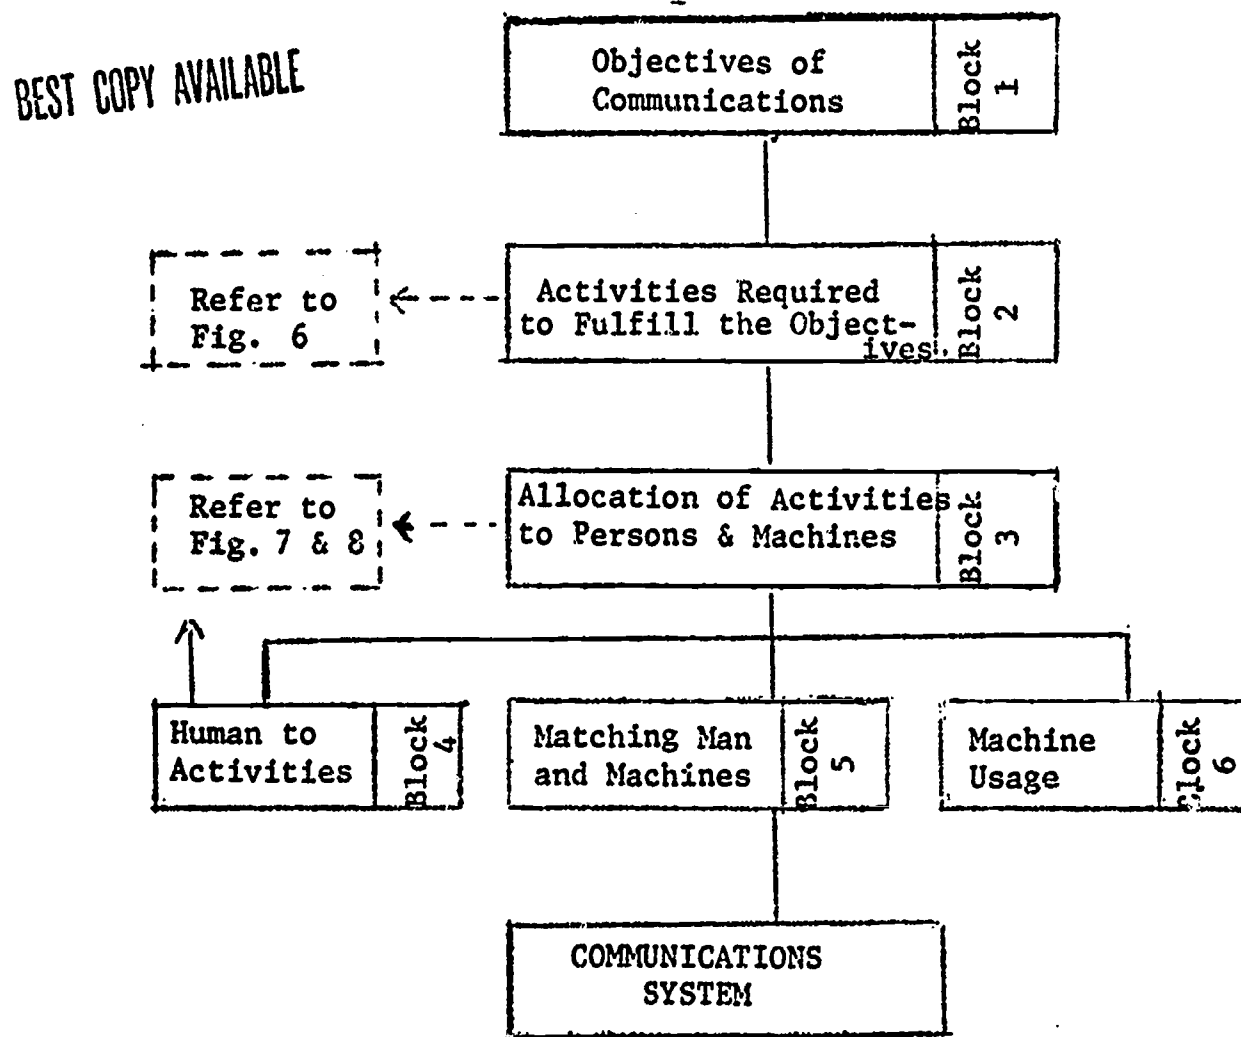 BEST COPY AVAILABLE
Objectives of
Communications
Block
1
Refer to
Fig. 6
Activities Required
to Fulfill the Object-
ives.
Block
2
Refer to
Fig. 7 & 8
Allocation of Activities
to Persons & Machines
Block
3
Human to
Activities
Block
4
Matching Man
and Machines
Block
5
Machine
Usage
Block
6
COMMUNICATIONS
SYSTEM